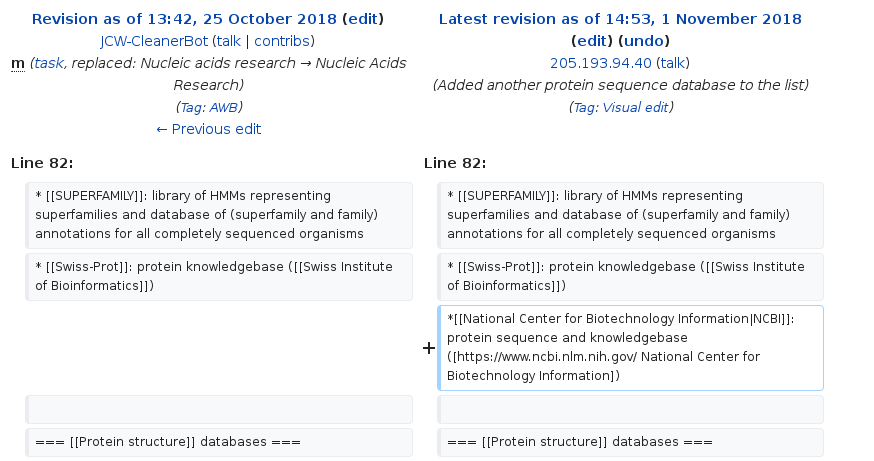 Revision as of 13:42, 25 October 2018 (edit)
JCW-CleanerBot (talk | contribs)
m (task, replaced: Nucleic acids research → Nucleic Acids
Research)
(Tag: AWB)
← Previous edit
Latest revision as of 14:53, 1 November 2018
(edit) (undo)
205.193.94.40 (talk)
(Added another protein sequence database to the list)
(Tag: Visual edit)
Line 82:
Line 82:
* [[SUPERFAMILY]]: library of HMMs representing
superfamilies and database of (superfamily and family)
annotations for all completely sequenced organisms
* [[SUPERFAMILY]]: library of HMMs representing
superfamilies and database of (superfamily and family)
annotations for all completely sequenced organisms
* [[Swiss-Prot]]: protein knowledgebase ([[Swiss Institute
of Bioinformatics]])
* [[Swiss-Prot]]: protein knowledgebase ([[Swiss Institute
of Bioinformatics]])
+
*[[National Center for Biotechnology Information|NCBI]]:
protein sequence and knowledgebase
([https://www.ncbi.nlm.nih.gov/ National Center for
Biotechnology Information])
=== [[Protein structure]] databases ===
=== [[Protein structure]] databases ===